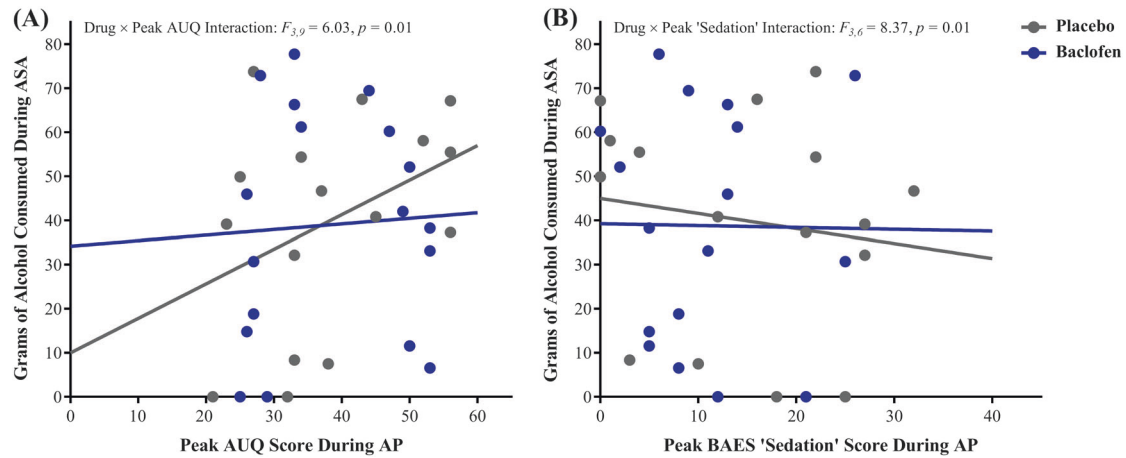 (A)
Drug × Peak AUQ Interaction: F3,9 = 6.03, p = 0.01
Grams of Alcohol Consumed During ASA
80
70
60
50
40
30
20
10
0
0 10 20 30 40 50 60
Peak AUQ Score During AP
(B)
Drug × Peak 'Sedation' Interaction: F3,6 = 8.37, p = 0.01
Grams of Alcohol Consumed During ASA
80
70
60
50
40
30
20
10
0
0 10 20 30 40
Peak BAES 'Sedation' Score During AP
Placebo
Baclofen